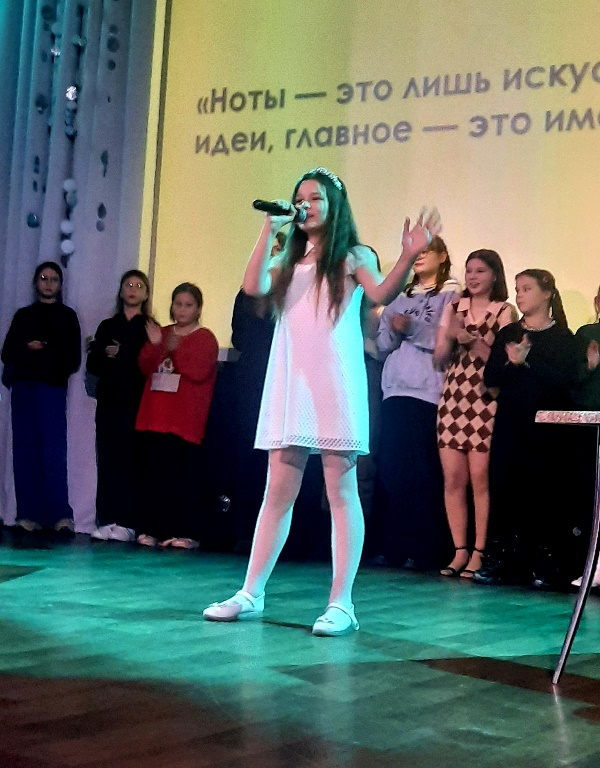 «Ноты — это лишь
идеи, главное — это